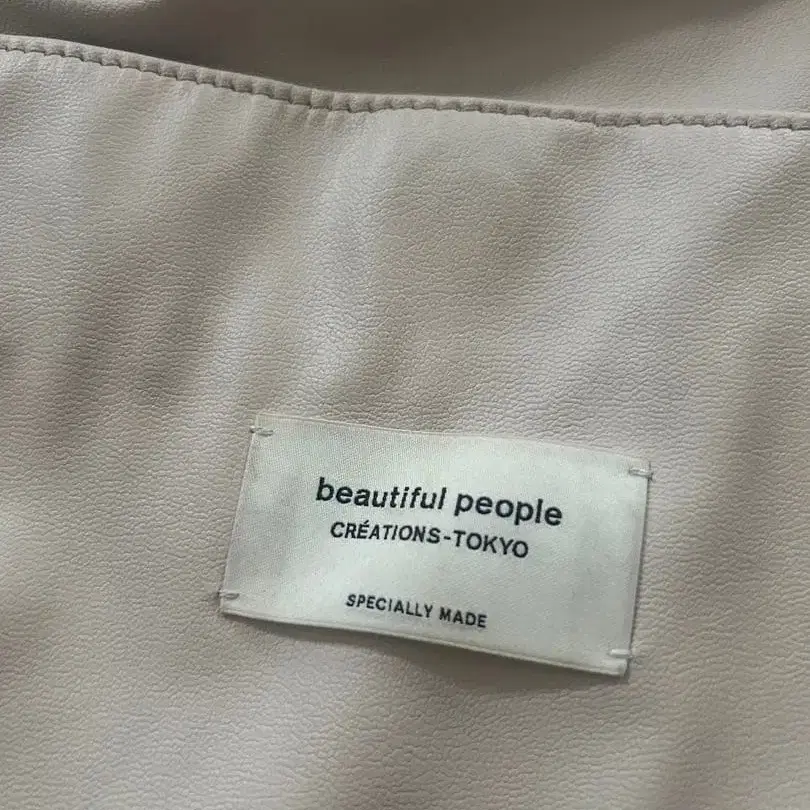 beautiful people
CRÉATIONS-TOKYO
SPECIALLY MADE